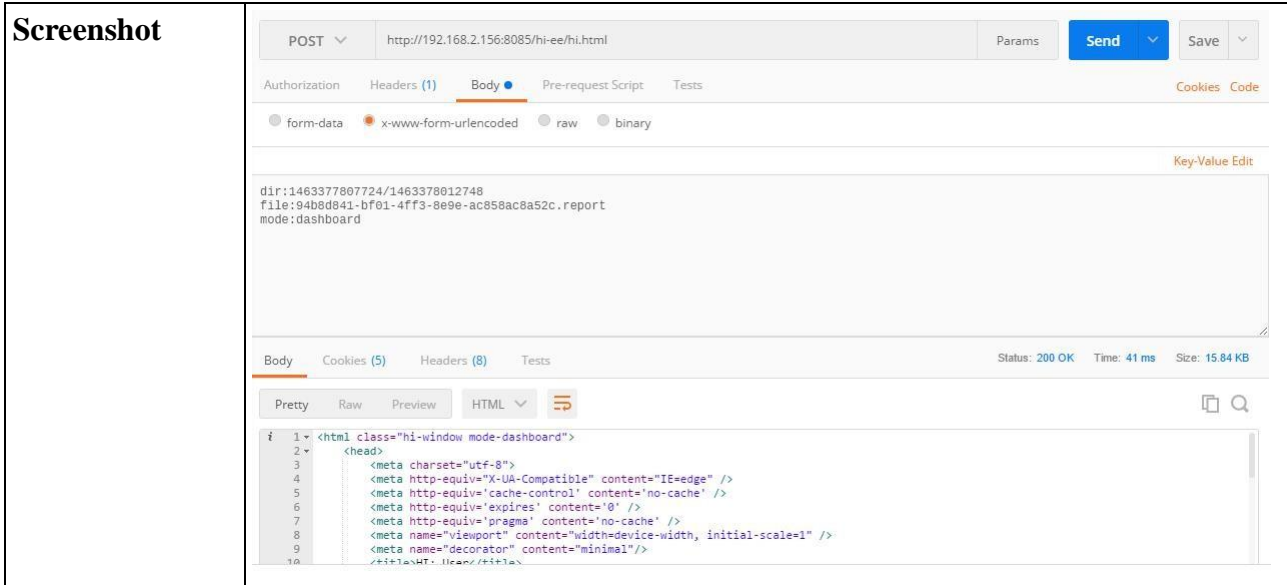 Screenshot
POST http://192.168.2.156:8085/hi-ee/hi.html Params Send Save
Authorization Headers (1) Body Pre-request Script Tests Cookies Code
form-data x-www-form-urlencoded raw binary
Key-Value Edit
dir:1463377807724/1463378012748
file:94b8d841-bf01-4ff3-8e9e-ac858ac8a52c.report
mode:dashboard
Body Cookies (5) Headers (8) Tests Status: 200 OK Time: 41 ms Size: 15.84 KB
Pretty Raw Preview HTML
i 1 <html class="hi-window mode-dashboard">
2 <head>
3 <meta charset="utf-8">
4 <meta http-equiv="X-UA-Compatible" content="IE=edge" />
5 <meta http-equiv='cache-control' content='no-cache' />
6 <meta http-equiv='expires' content='0' />
7 <meta http-equiv='pragma' content='no-cache' />
8 <meta name="viewport" content="width=device-width, initial-scale=1" />
9 <meta name="decorator" content="minimal"/>
10 <title>HI: User</title>